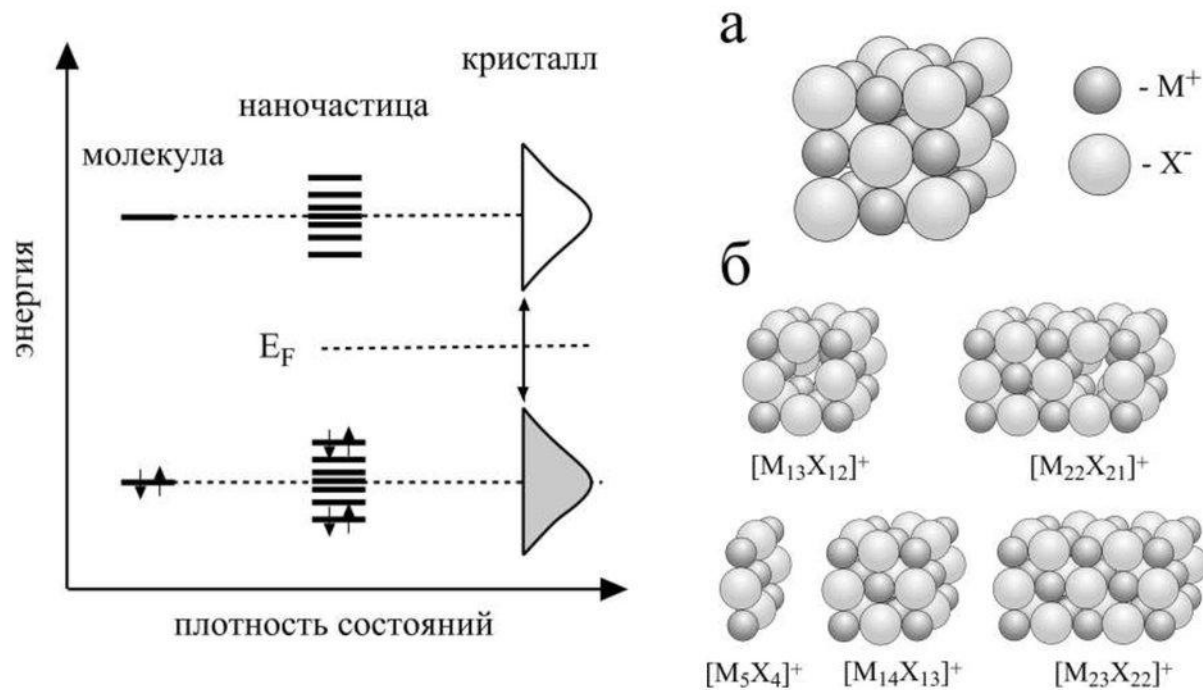 кристалл
наночастица
молекула
энергия
E_F
плотность состояний
а
- M⁺
- X⁻
б
[M₁₃X₁₂]⁺
[M₂₂X₂₁]⁺
[M₅X₄]⁺
[M₁₄X₁₃]⁺
[M₂₃X₂₂]⁺